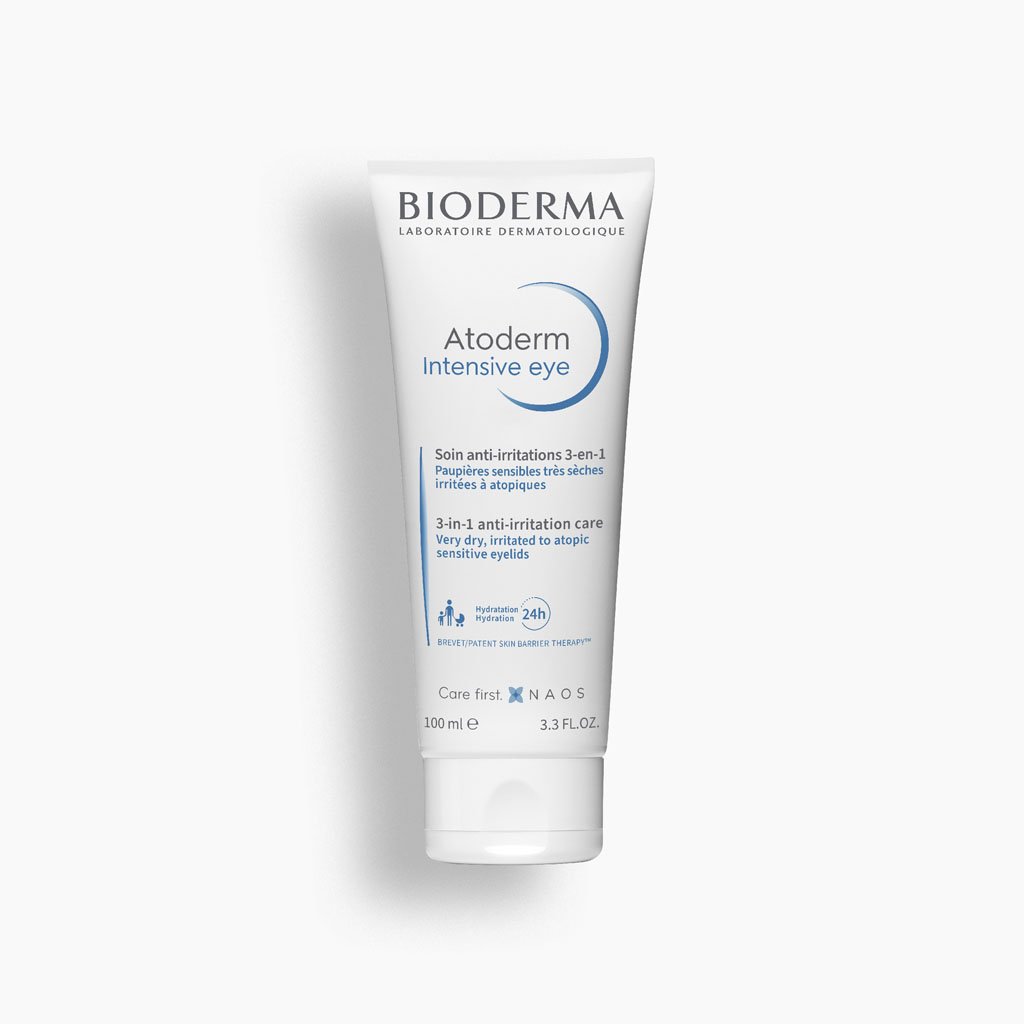 BIODERMA
LABORATOIRE DERMATOLOGIQUE
Atoderm
Intensive eye
Soin anti-irritations 3-en-1
Paupières sensibles très sèches
irritées à atopiques
3-in-1 anti-irritation care
Very dry, irritated to atopic
sensitive eyelids
Hydratation
Hydration
24h
BREVET/PATENT SKIN BARRIER THERAPY™
Care first. NAOS
100 ml ℮ 3.3 FL.OZ.